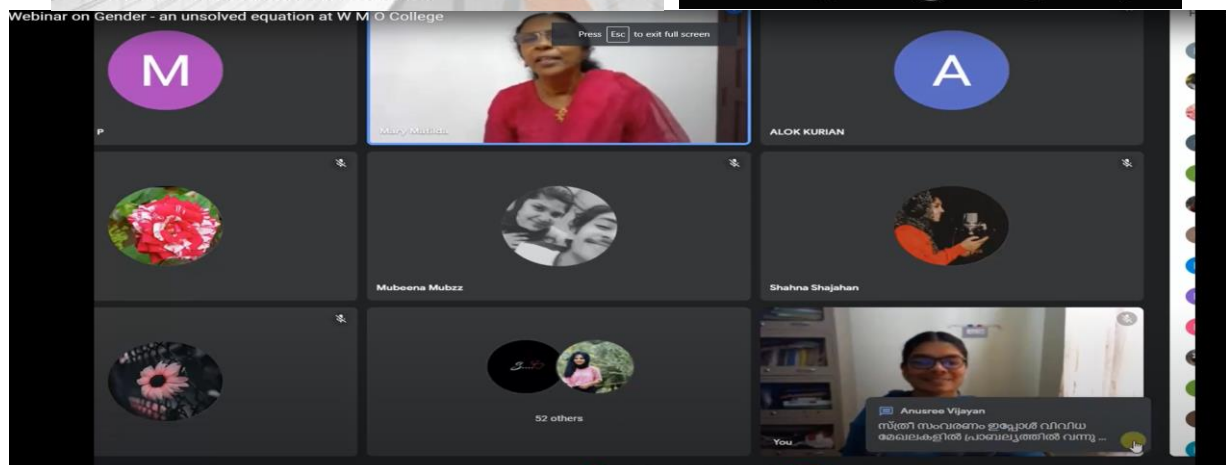 Webinar on Gender - an unsolved equation at W M O College
Press Esc to exit full screen
M
A
P
Mary Matilda
ALOK KURIAN
Mubeena Mubzz
Shahna Shajahan
52 others
You
Anusree Vijayan
സ്ത്രീ സംവരണം ഇപ്പോൾ വിവിധ
മേഖലകളിൽ പ്രാബല്യത്തിൽ വന്നു ...